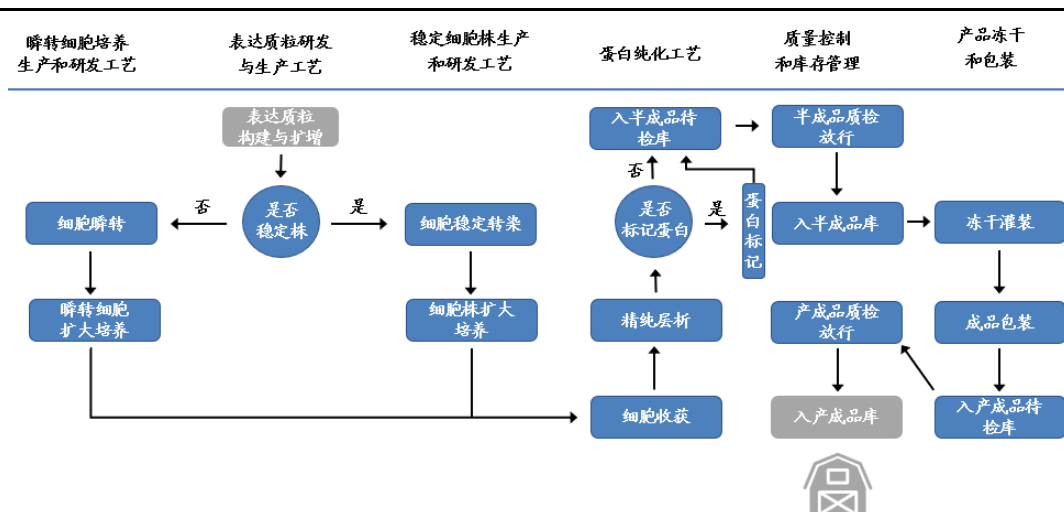 瞬转细胞培养
生产和研发工艺
表达质粒研发
与生产工艺
稳定细胞株生产
和研发工艺
蛋白纯化工艺
质量控制
和库存管理
产品冻干
和包装
表达质粒
构建与扩增
入半成品待
检库
半成品质检
放行
否
是
否
是
细胞瞬转
是否
稳定株
细胞稳定转染
是否
标记蛋白
蛋白标记
入半成品库
冻干灌装
瞬转细胞
扩大培养
细胞株扩大
培养
精纯层析
产成品质检
放行
成品包装
细胞收获
入产成品库
入产成品待
检库